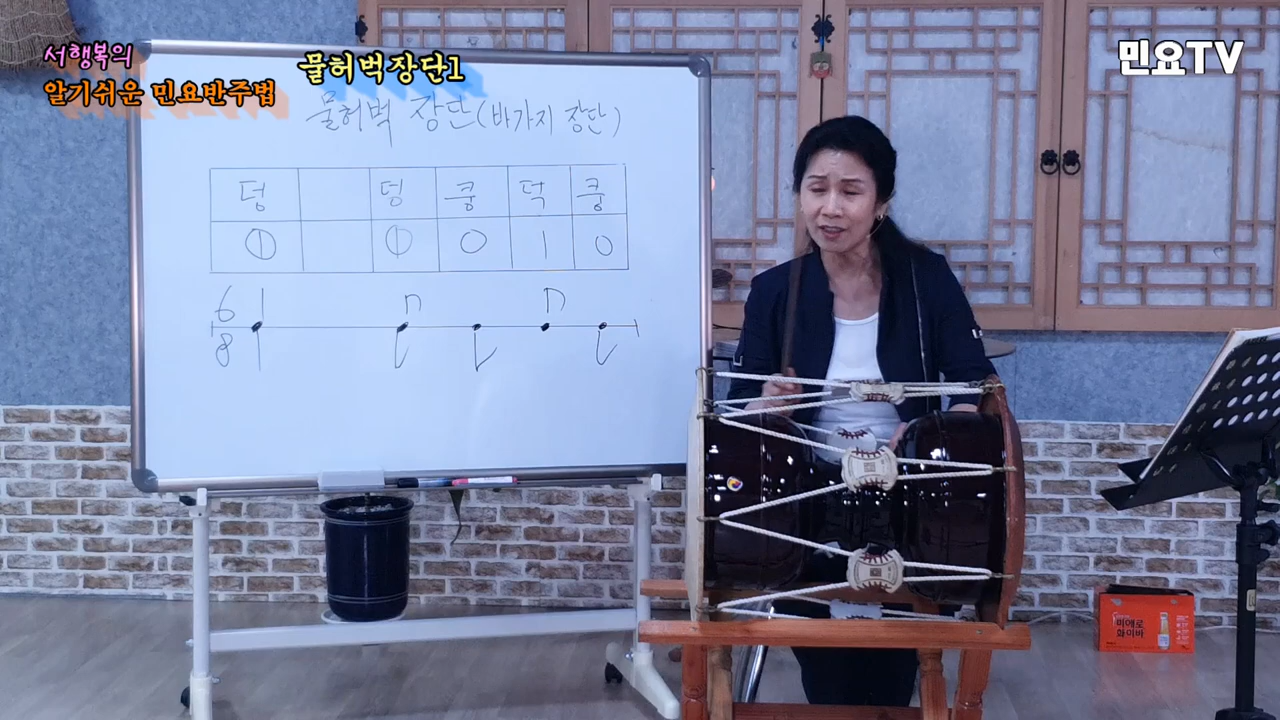 서행복의
알기쉬운 민요반주법
물허벅장단1
민요TV
물허벅 장단(바가지 장단)
덩 덩 쿵 덕 쿵
6
8
미에로
화이바